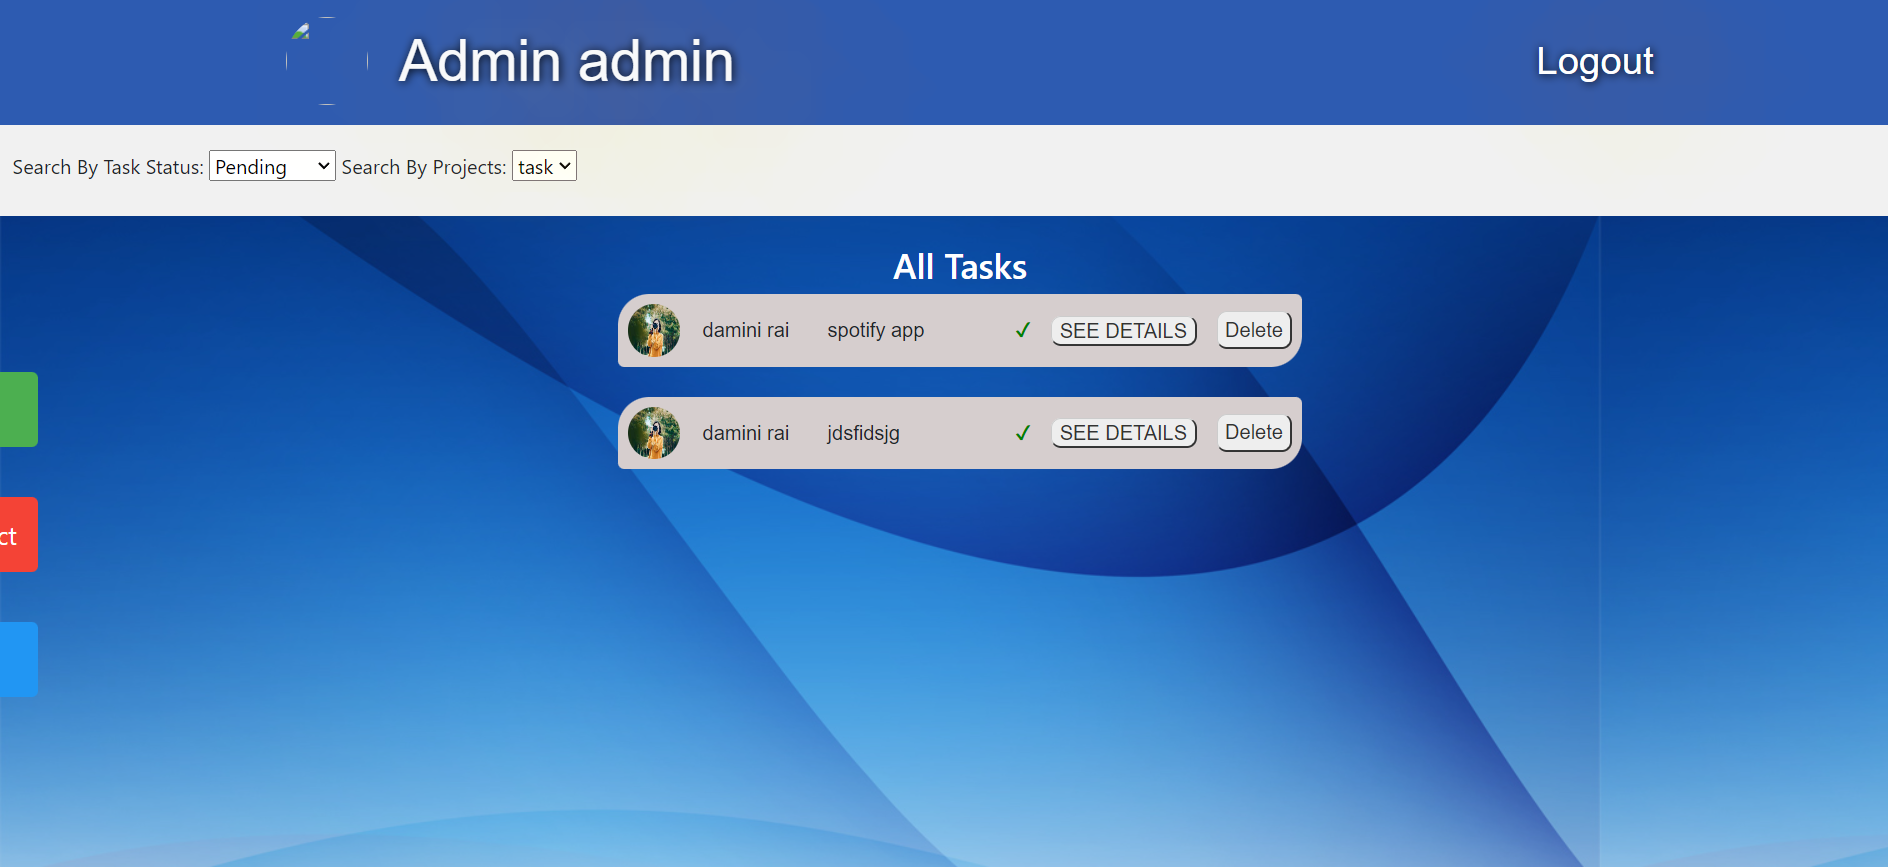 Admin admin
Logout
Search By Task Status: Pending Search By Projects: task
All Tasks
damini rai spotify app ✓ SEE DETAILS Delete
damini rai jdsfidsjg ✓ SEE DETAILS Delete
ct